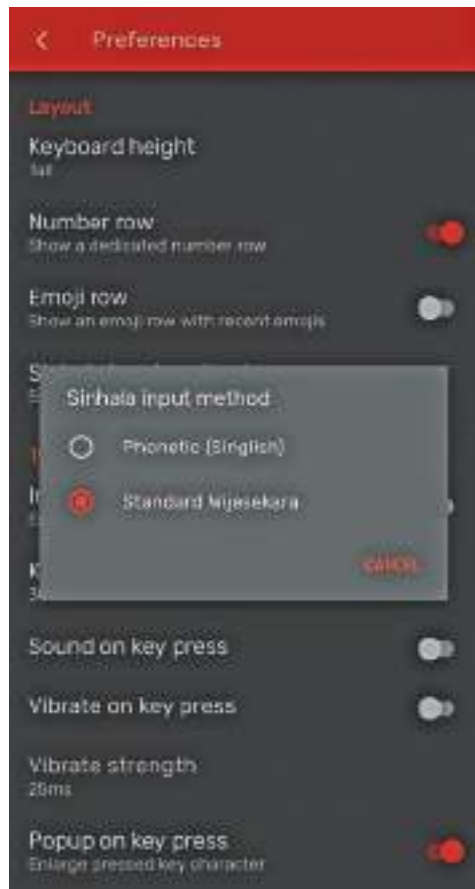 Preferences
Layout
Keyboard height
Tall
Number row
Show a dedicated number row
Emoji row
Show an emoji row with recent emojis
Sinhala input method
Phonetic (Singlish)
Standard Wijesekara
CANCEL
Sound on key press
Vibrate on key press
Vibrate strength
25ms
Popup on key press
Enlarge pressed key character